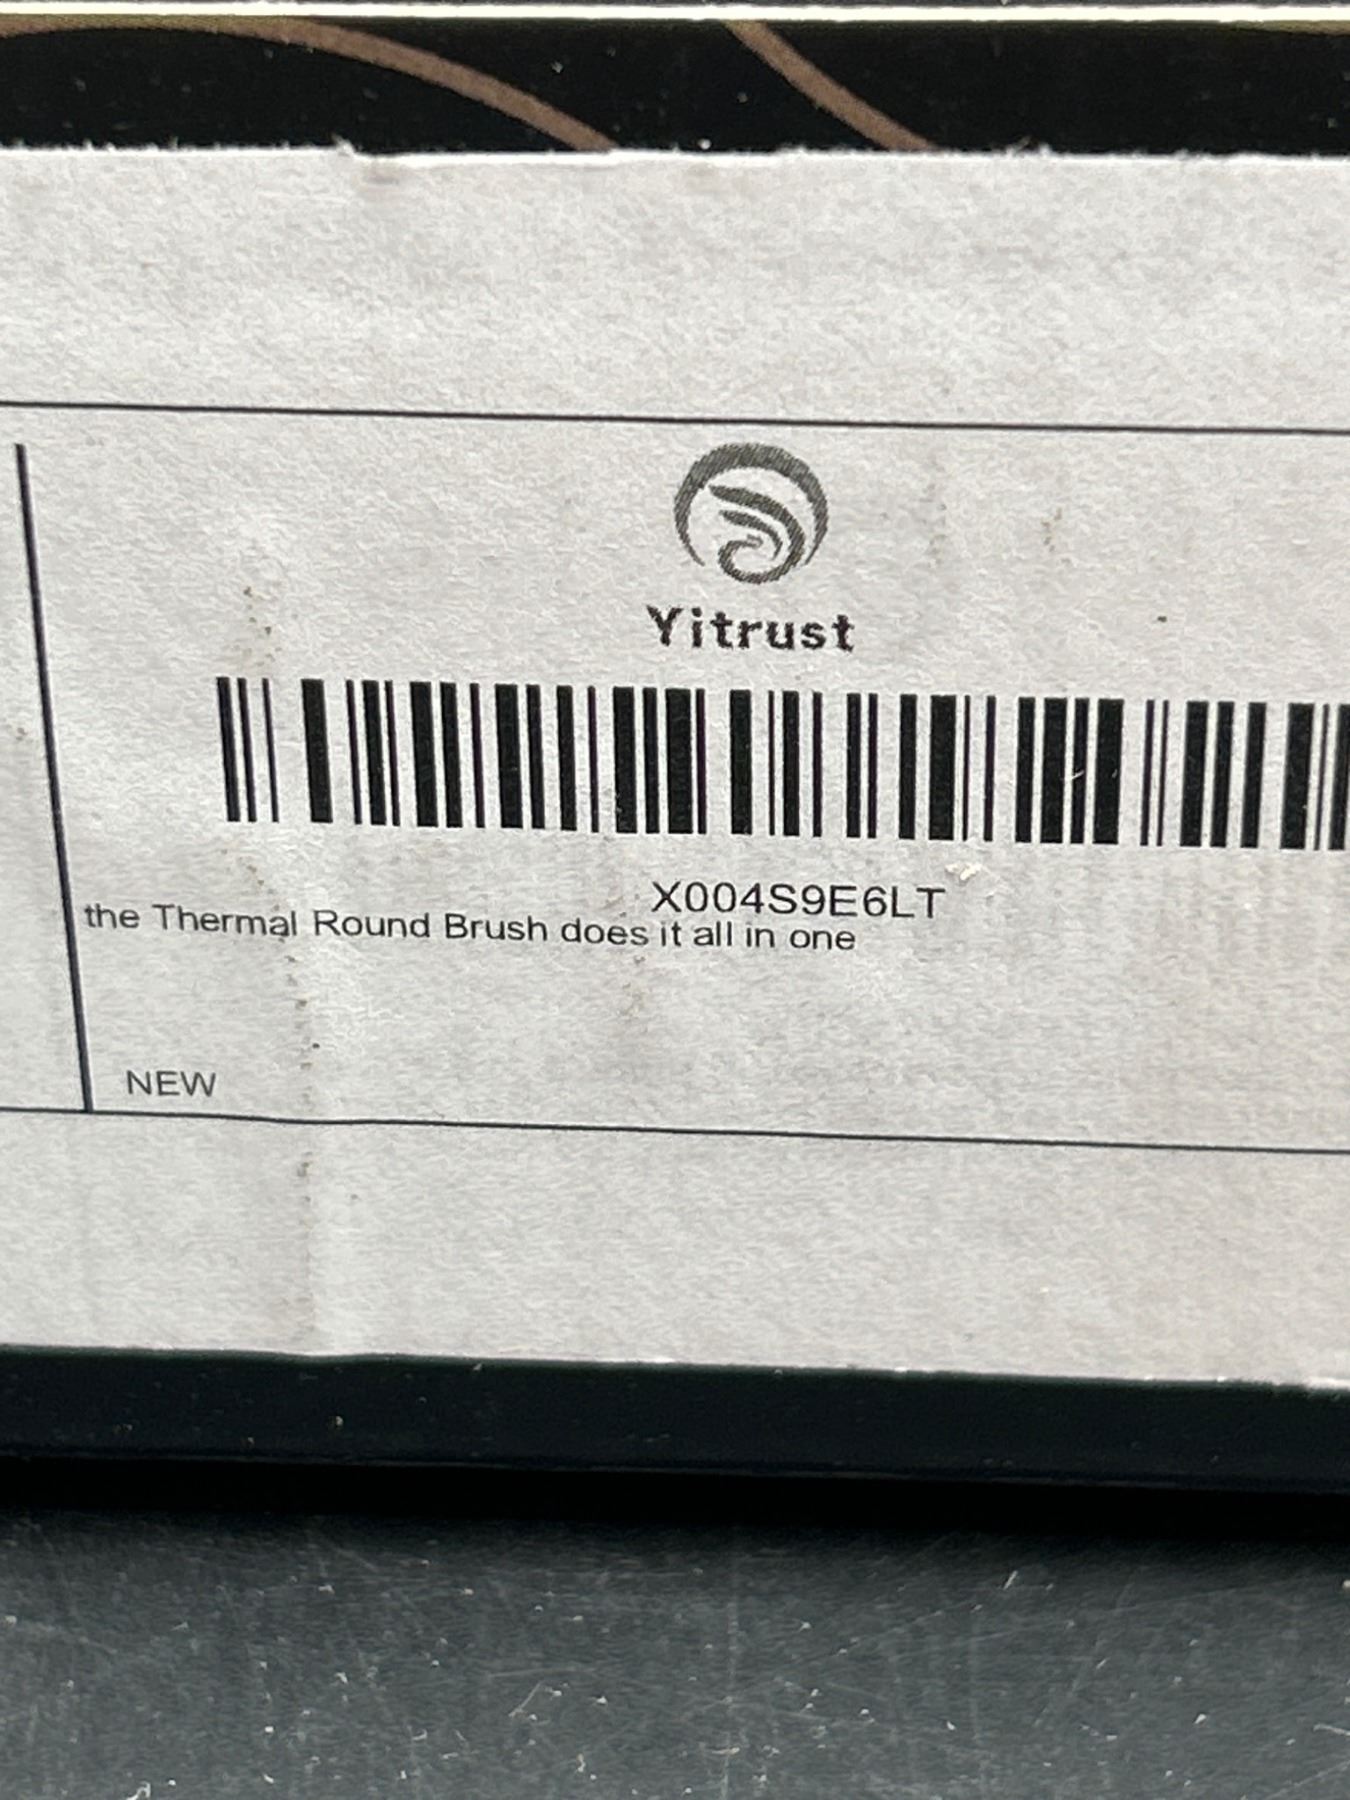 Yitrust
X004S9E6LT
the Thermal Round Brush does it all in one
NEW